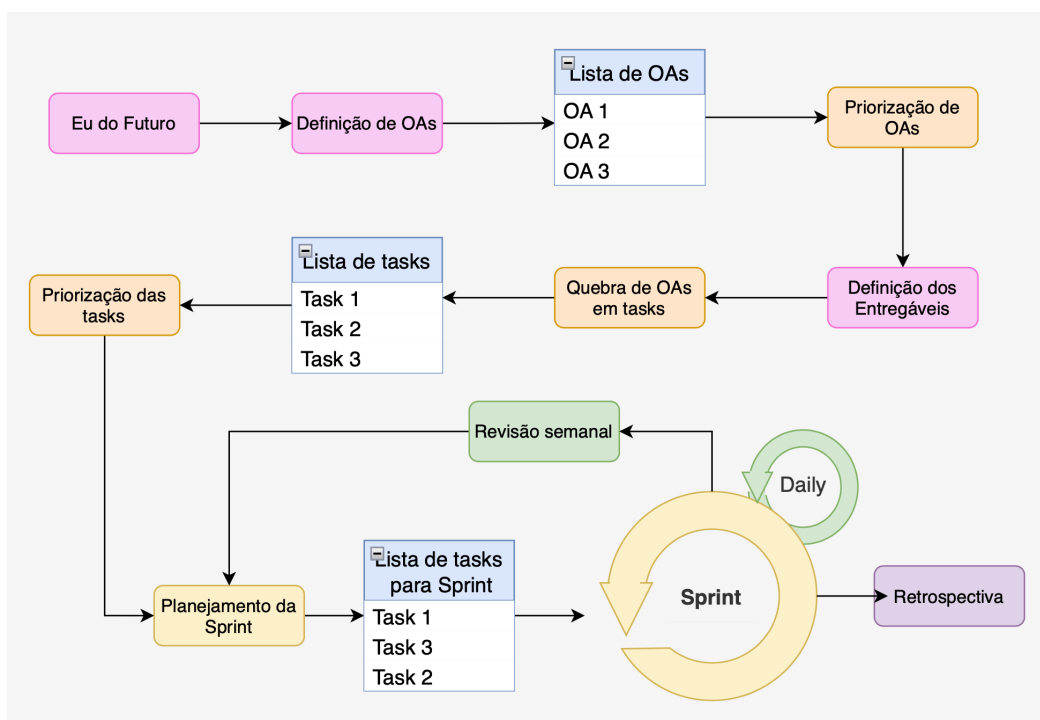 Eu do Futuro
Definição de OAs
Lista de OAs
OA 1
OA 2
OA 3
Priorização de
OAs
Definição dos
Entregáveis
Quebra de OAs
em tasks
Lista de tasks
Task 1
Task 2
Task 3
Priorização das
tasks
Revisão semanal
Daily
Planejamento da
Sprint
Lista de tasks
para Sprint
Task 1
Task 3
Task 2
Sprint
Retrospectiva